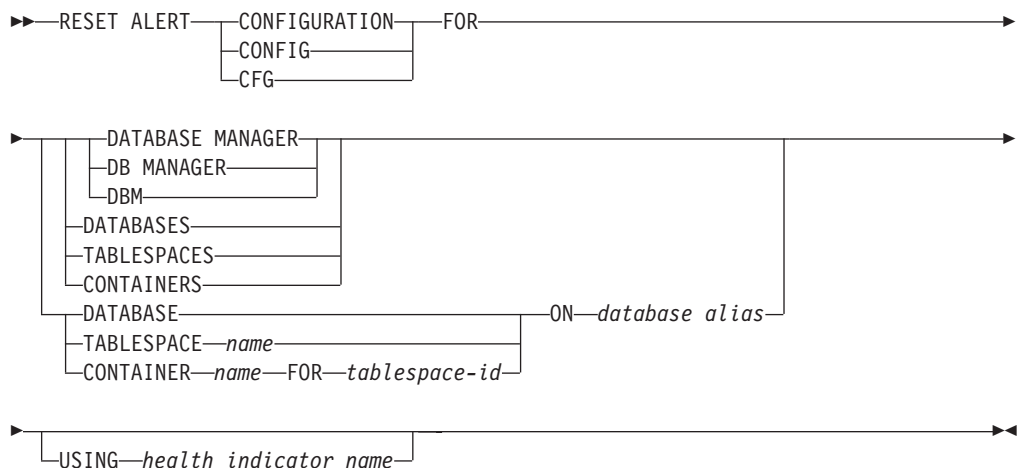 RESET ALERT CONFIGURATION FOR
CONFIG
CFG
DATABASE MANAGER
DB MANAGER
DBM
DATABASES
TABLESPACES
CONTAINERS
DATABASE ON database alias
TABLESPACE name
CONTAINER name FOR tablespace-id
USING health indicator name